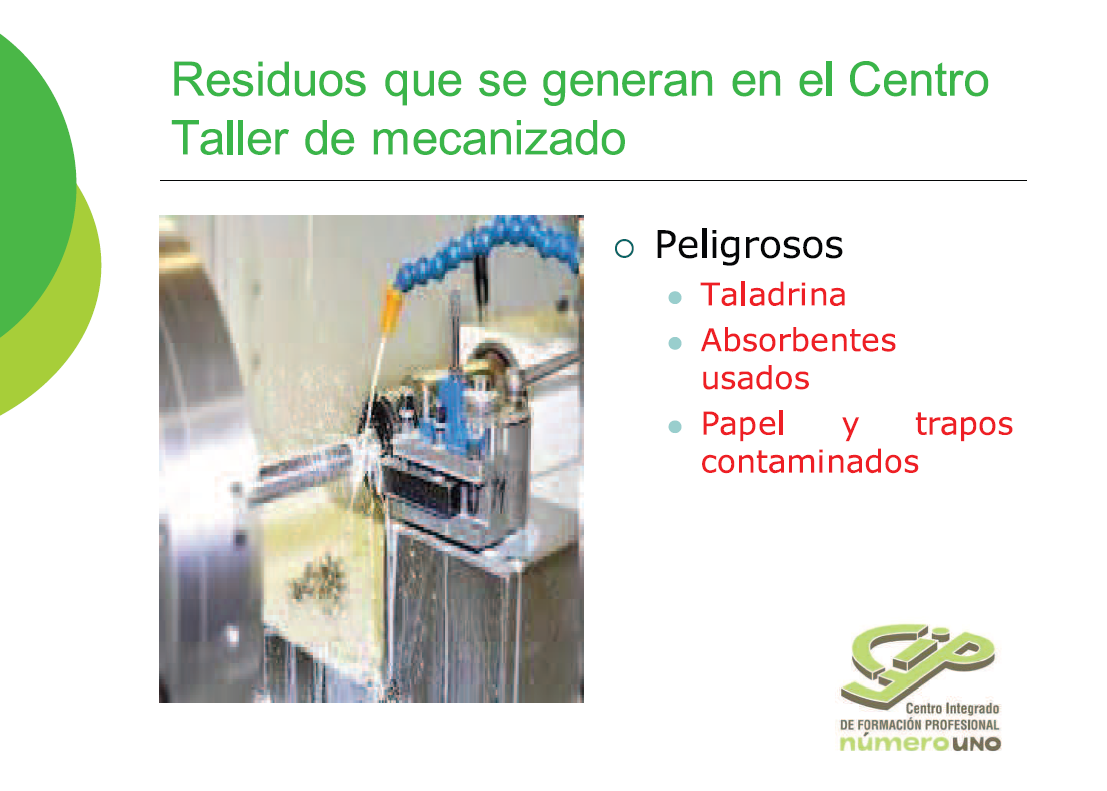 Residuos que se generan en el Centro
Taller de mecanizado
Peligrosos
Taladrina
Absorbentes
usados
Papel y trapos
contaminados
CIP
Centro Integrado
DE FORMACIÓN PROFESIONAL
númerouno